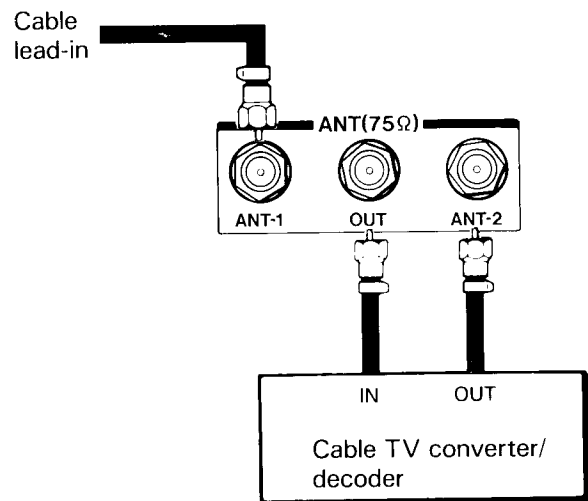 Cable
lead-in
ANT(75Ω)
ANT-1 OUT ANT-2
IN OUT
Cable TV converter/
decoder